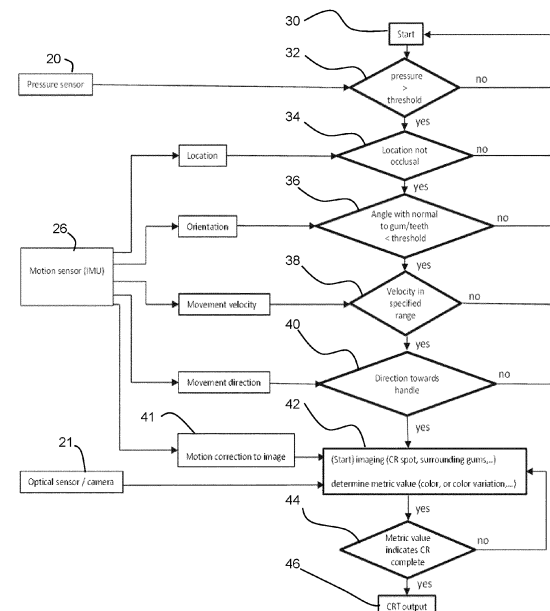 30
Start
32
20
Pressure sensor
pressure
>
threshold
no
yes
34
Location not
occlusal
no
Location
yes
36
Angle with normal
to gum/teeth
< threshold
no
Orientation
26
Motion sensor (IMU)
yes
38
Velocity in
specified
range
no
Movement velocity
yes
40
Direction towards
handle
no
Movement direction
yes
41
42
Motion correction to image
(Start) imaging (CR spot, surrounding gums,..)
determine metric value (color, or color variation,...)
21
Optical sensor / camera
yes
44
Metric value
indicates CR
complete
no
yes
46
CRT output